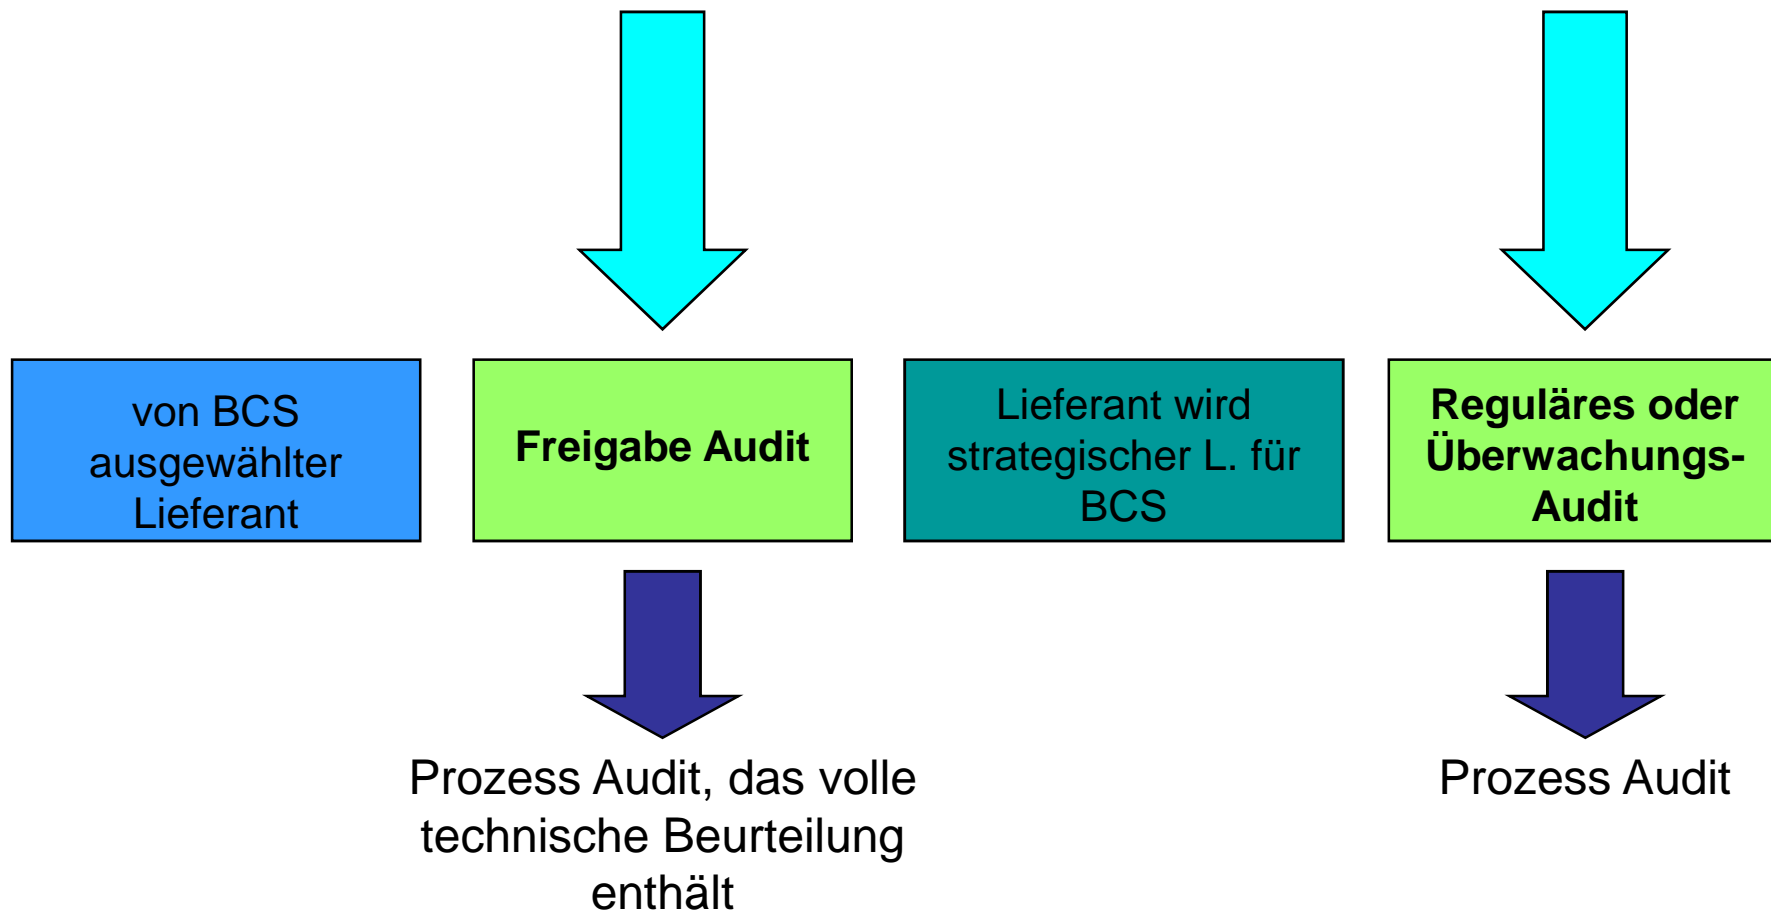 von BCS
ausgewählter
Lieferant
Freigabe Audit
Lieferant wird
strategischer L. für
BCS
Reguläres oder
Überwachungs-
Audit
Prozess Audit, das volle
technische Beurteilung
enthält
Prozess Audit